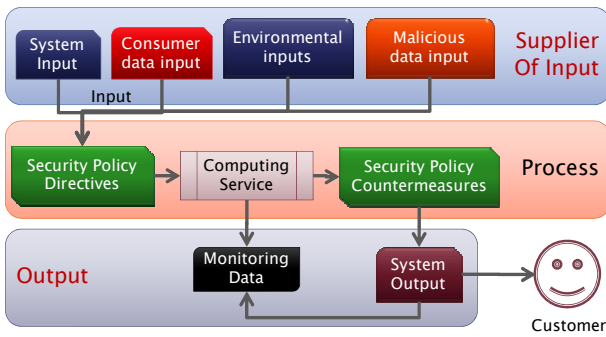 System
Input
Consumer
data input
Environmental
inputs
Malicious
data input
Supplier
Of Input
Input
Security Policy
Directives
Computing
Service
Security Policy
Countermeasures
Process
Output
Monitoring
Data
System
Output
Customer